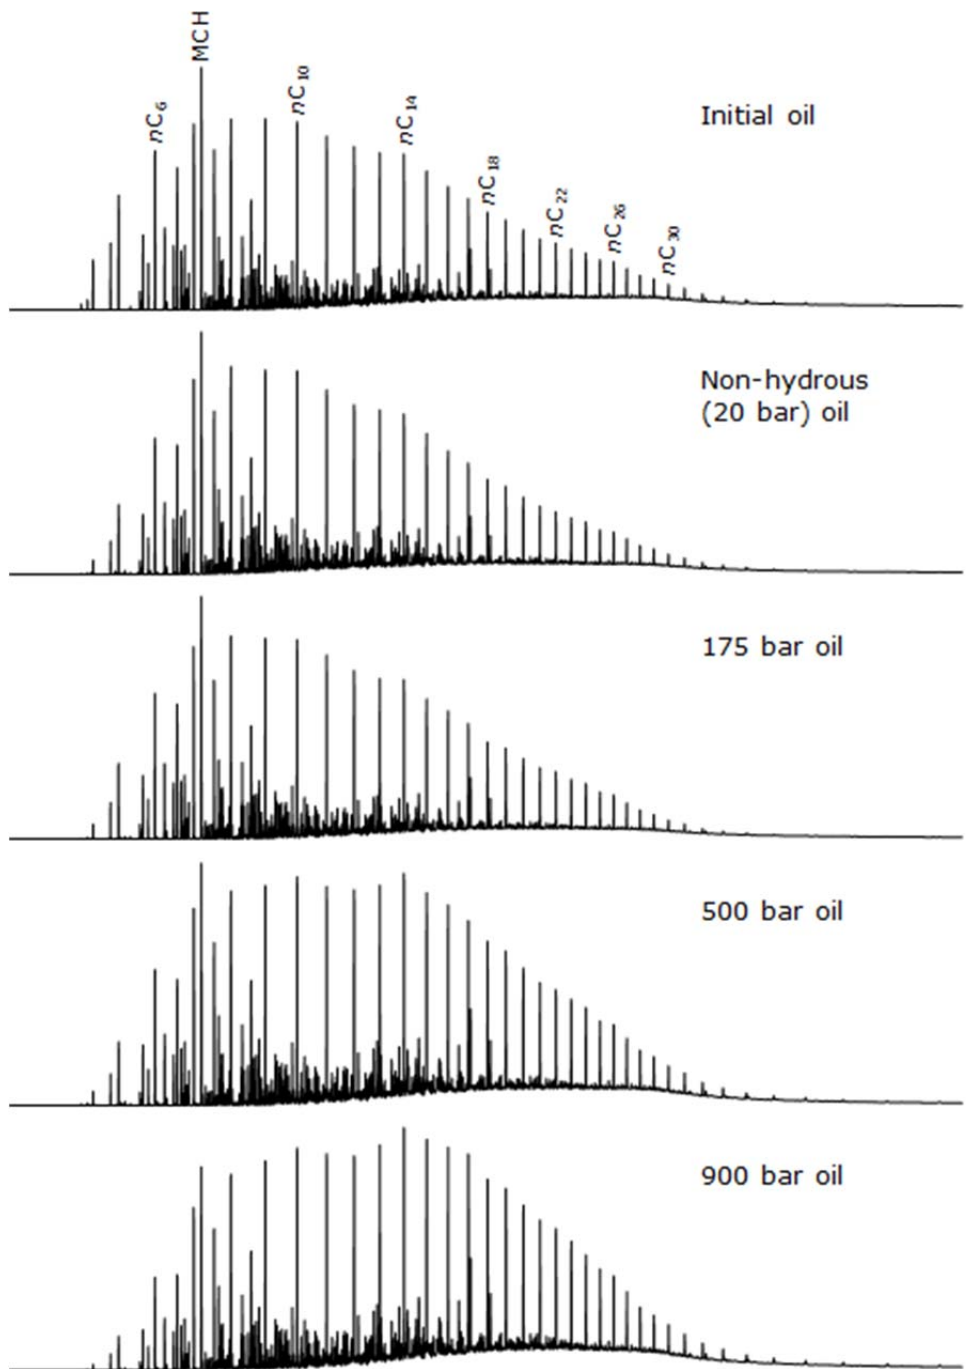 MCH
nC6
nC10
nC14
nC18
nC22
nC26
nC30
Initial oil
Non-hydrous
(20 bar) oil
175 bar oil
500 bar oil
900 bar oil